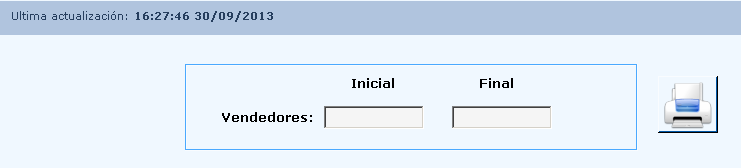 Ultima actualización: 16:27:46 30/09/2013
Inicial Final
Vendedores: